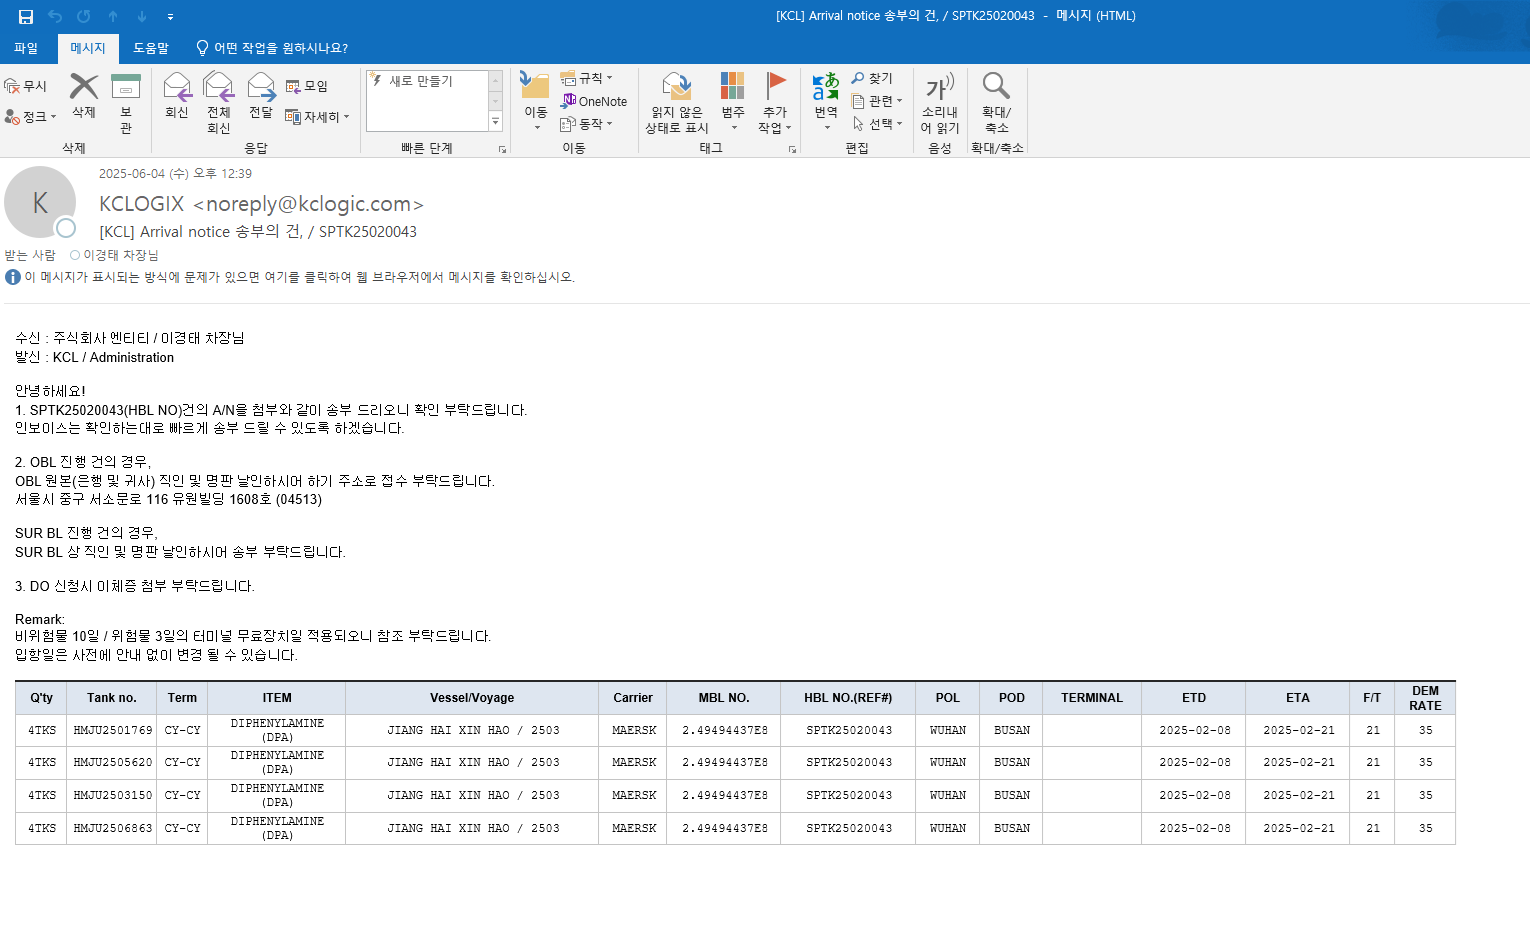 [KCL] Arrival notice 송부의 건, / SPTK25020043 - 메시지 (HTML)
파일 메시지 도움말 어떤 작업을 원하시나요?
무시
정크
삭제
보관
삭제
회신
전체 회신
전달
모임
자세히
응답
새로 만들기
빠른 단계
이동
규칙
OneNote
동작
이동
읽지 않은 상태로 표시
범주
추가 작업
태그
번역
찾기
관련
선택
편집
소리내어 읽기
음성
확대/축소
확대/축소
K
2025-06-04 (수) 오후 12:39
KCLOGIX <noreply@kclogic.com>
[KCL] Arrival notice 송부의 건, / SPTK25020043
받는 사람 이경태 차장님
이 메시지가 표시되는 방식에 문제가 있으면 여기를 클릭하여 웹 브라우저에서 메시지를 확인하십시오.
수신 : 주식회사 엔티티 / 이경태 차장님
발신 : KCL / Administration
안녕하세요!
1. SPTK25020043(HBL NO)건의 A/N을 첨부와 같이 송부 드리오니 확인 부탁드립니다.
인보이스는 확인하는대로 빠르게 송부 드릴 수 있도록 하겠습니다.
2. OBL 진행 건의 경우,
OBL 원본(은행 및 귀사) 직인 및 명판 날인하시어 하기 주소로 접수 부탁드립니다.
서울시 중구 서소문로 116 유원빌딩 1608호 (04513)
SUR BL 진행 건의 경우,
SUR BL 상 직인 및 명판 날인하시어 송부 부탁드립니다.
3. DO 신청시 이체증 첨부 부탁드립니다.
Remark:
비위험물 10일 / 위험물 3일의 터미널 무료장치일 적용되오니 참조 부탁드립니다.
입항일은 사전에 안내 없이 변경 될 수 있습니다.
Q'ty Tank no. Term ITEM Vessel/Voyage Carrier MBL NO. HBL NO.(REF#) POL POD TERMINAL ETD ETA F/T DEM RATE
4TKS HMJU2501769 CY-CY DIPHENYLAMINE (DPA) JIANG HAI XIN HAO / 2503 MAERSK 2.49494437E8 SPTK25020043 WUHAN BUSAN 2025-02-08 2025-02-21 21 35
4TKS HMJU2505620 CY-CY DIPHENYLAMINE (DPA) JIANG HAI XIN HAO / 2503 MAERSK 2.49494437E8 SPTK25020043 WUHAN BUSAN 2025-02-08 2025-02-21 21 35
4TKS HMJU2503150 CY-CY DIPHENYLAMINE (DPA) JIANG HAI XIN HAO / 2503 MAERSK 2.49494437E8 SPTK25020043 WUHAN BUSAN 2025-02-08 2025-02-21 21 35
4TKS HMJU2506863 CY-CY DIPHENYLAMINE (DPA) JIANG HAI XIN HAO / 2503 MAERSK 2.49494437E8 SPTK25020043 WUHAN BUSAN 2025-02-08 2025-02-21 21 35